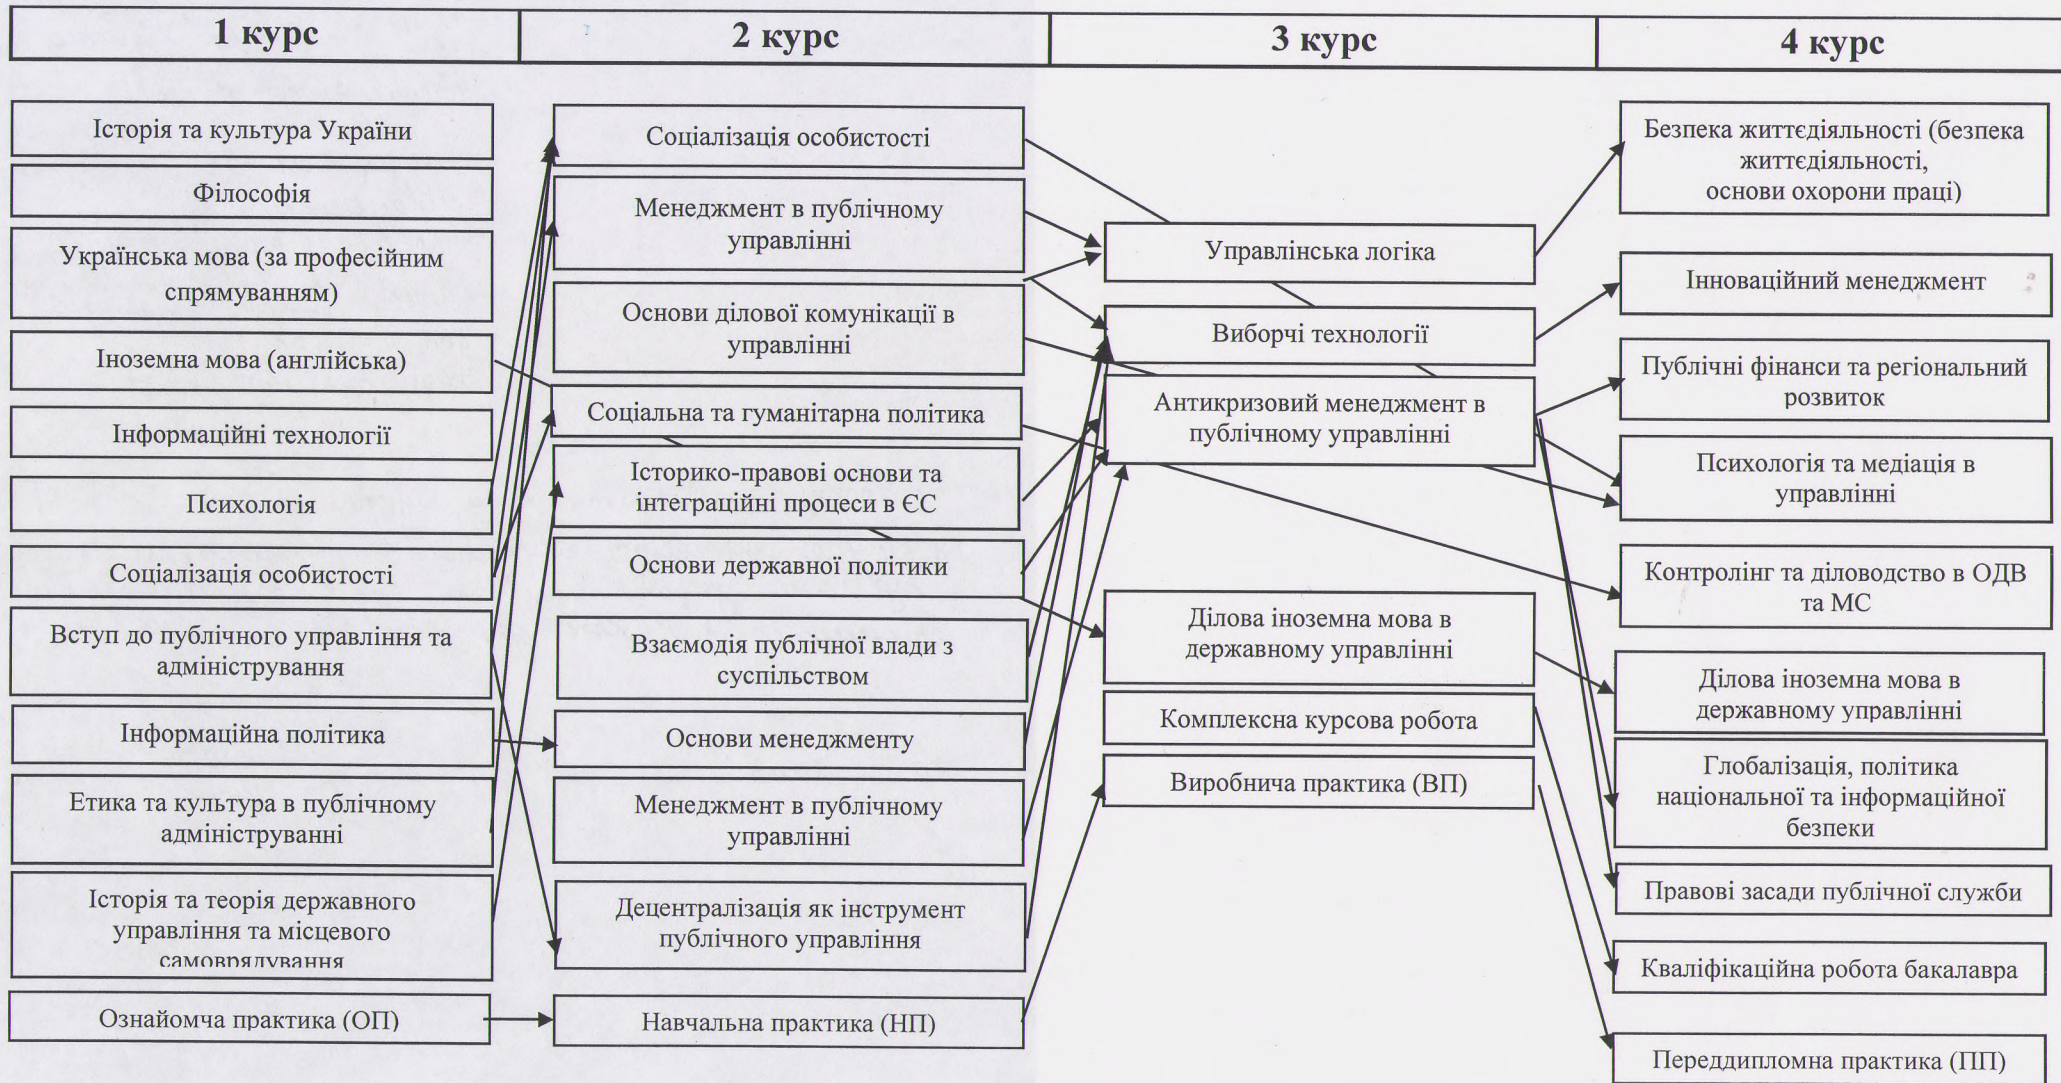 1 курс
2 курс
3 курс
4 курс
Історія та культура України
Філософія
Українська мова (за професійним
спрямуванням)
Іноземна мова (англійська)
Інформаційні технології
Психологія
Соціалізація особистості
Вступ до публічного управління та
адміністрування
Інформаційна політика
Етика та культура в публічному
адмініструванні
Історія та теорія державного
управління та місцевого
самоврядування
Ознайомча практика (ОП)
Соціалізація особистості
Менеджмент в публічному
управлінні
Основи ділової комунікації в
управлінні
Соціальна та гуманітарна політика
Історико-правові основи та
інтеграційні процеси в ЄС
Основи державної політики
Взаємодія публічної влади з
суспільством
Основи менеджменту
Менеджмент в публічному
управлінні
Децентралізація як інструмент
публічного управління
Навчальна практика (НП)
Управлінська логіка
Виборчі технології
Антикризовий менеджмент в
публічному управлінні
Ділова іноземна мова в
державному управлінні
Комплексна курсова робота
Виробнича практика (ВП)
Безпека життєдіяльності (безпека
життєдіяльності,
основи охорони праці)
Інноваційний менеджмент
Публічні фінанси та регіональний
розвиток
Психологія та медіація в
управлінні
Контролінг та діловодство в ОДВ
та МС
Ділова іноземна мова в
державному управлінні
Глобалізація, політика
національної та інформаційної
безпеки
Правові засади публічної служби
Кваліфікаційна робота бакалавра
Переддипломна практика (ПП)